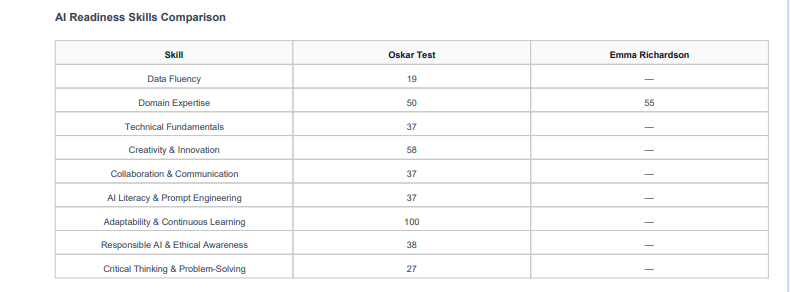 AI Readiness Skills Comparison
Skill Oskar Test Emma Richardson
Data Fluency 19 —
Domain Expertise 50 55
Technical Fundamentals 37 —
Creativity & Innovation 58 —
Collaboration & Communication 37 —
AI Literacy & Prompt Engineering 37 —
Adaptability & Continuous Learning 100 —
Responsible AI & Ethical Awareness 38 —
Critical Thinking & Problem-Solving 27 —